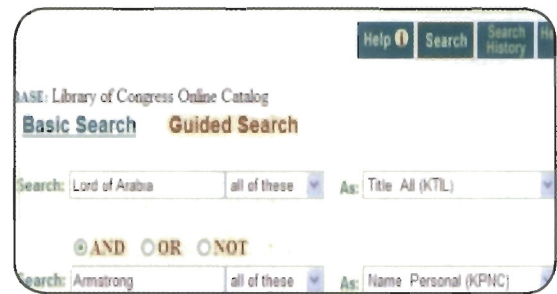 Help Search Search History
BASE: Library of Congress Online Catalog
Basic Search Guided Search
Search: Lord of Arabia all of these As: Title All (KTIL)
AND OR NOT
Search: Armstrong all of these As: Name Personal (KPNC)